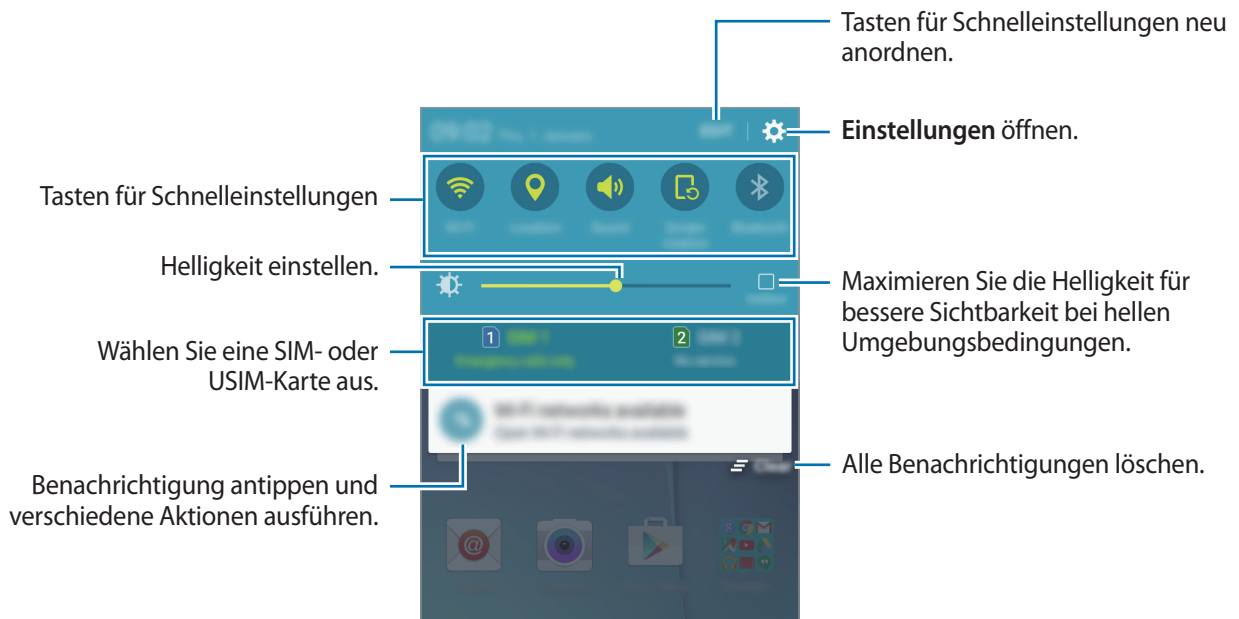 Tasten für Schnelleinstellungen neu
anordnen.
Einstellungen öffnen.
Tasten für Schnelleinstellungen
Helligkeit einstellen.
Maximieren Sie die Helligkeit für
bessere Sichtbarkeit bei hellen
Umgebungsbedingungen.
1
2
Wählen Sie eine SIM- oder
USIM-Karte aus.
Alle Benachrichtigungen löschen.
Benachrichtigung antippen und
verschiedene Aktionen ausführen.